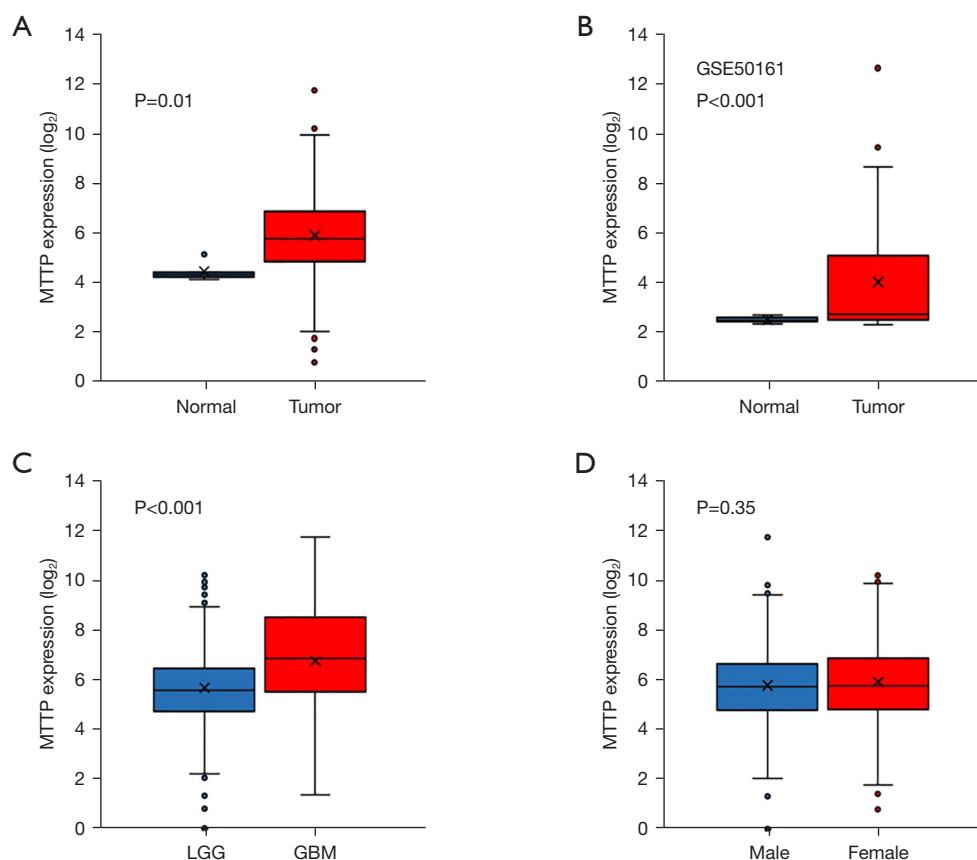 A
MTTP expression (log₂)
14
12
10
8
6
4
2
0
P=0.01
Normal Tumor
B
MTTP expression (log₂)
14
12
10
8
6
4
2
0
GSE50161
P<0.001
Normal Tumor
C
MTTP expression (log₂)
14
12
10
8
6
4
2
0
P<0.001
LGG GBM
D
MTTP expression (log₂)
14
12
10
8
6
4
2
0
P=0.35
Male Female